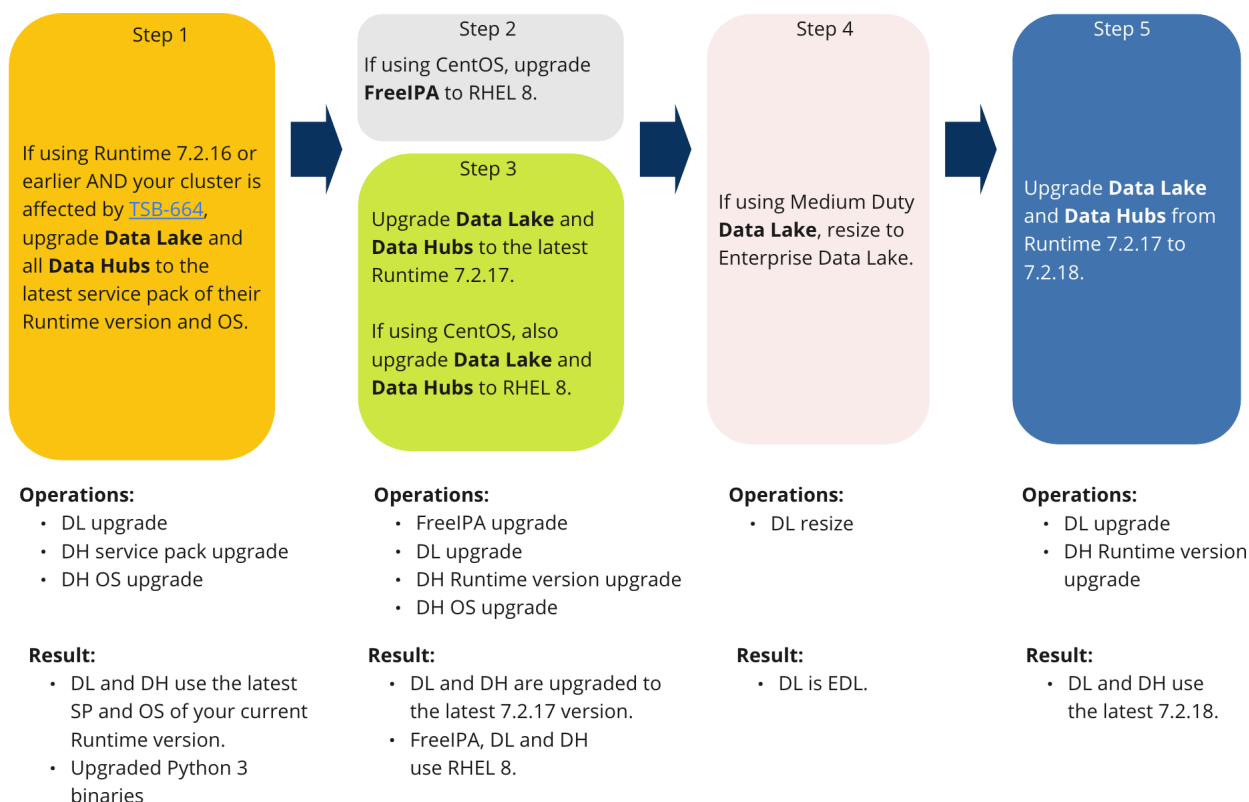 Step 1
If using Runtime 7.2.16 or
earlier AND your cluster is
affected by TSB-664,
upgrade Data Lake and
all Data Hubs to the
latest service pack of their
Runtime version and OS.
Step 2
If using CentOS, upgrade
FreeIPA to RHEL 8.
Step 3
Upgrade Data Lake and
Data Hubs to the latest
Runtime 7.2.17.
If using CentOS, also
upgrade Data Lake and
Data Hubs to RHEL 8.
Step 4
If using Medium Duty
Data Lake, resize to
Enterprise Data Lake.
Step 5
Upgrade Data Lake
and Data Hubs from
Runtime 7.2.17 to
7.2.18.
Operations:
• DL upgrade
• DH service pack upgrade
• DH OS upgrade
Operations:
• FreeIPA upgrade
• DL upgrade
• DH Runtime version upgrade
• DH OS upgrade
Operations:
• DL resize
Operations:
• DL upgrade
• DH Runtime version
upgrade
Result:
• DL and DH use the latest
SP and OS of your current
Runtime version.
• Upgraded Python 3
binaries
Result:
• DL and DH are upgraded to
the latest 7.2.17 version.
• FreeIPA, DL and DH
use RHEL 8.
Result:
• DL is EDL.
Result:
• DL and DH use
the latest 7.2.18.